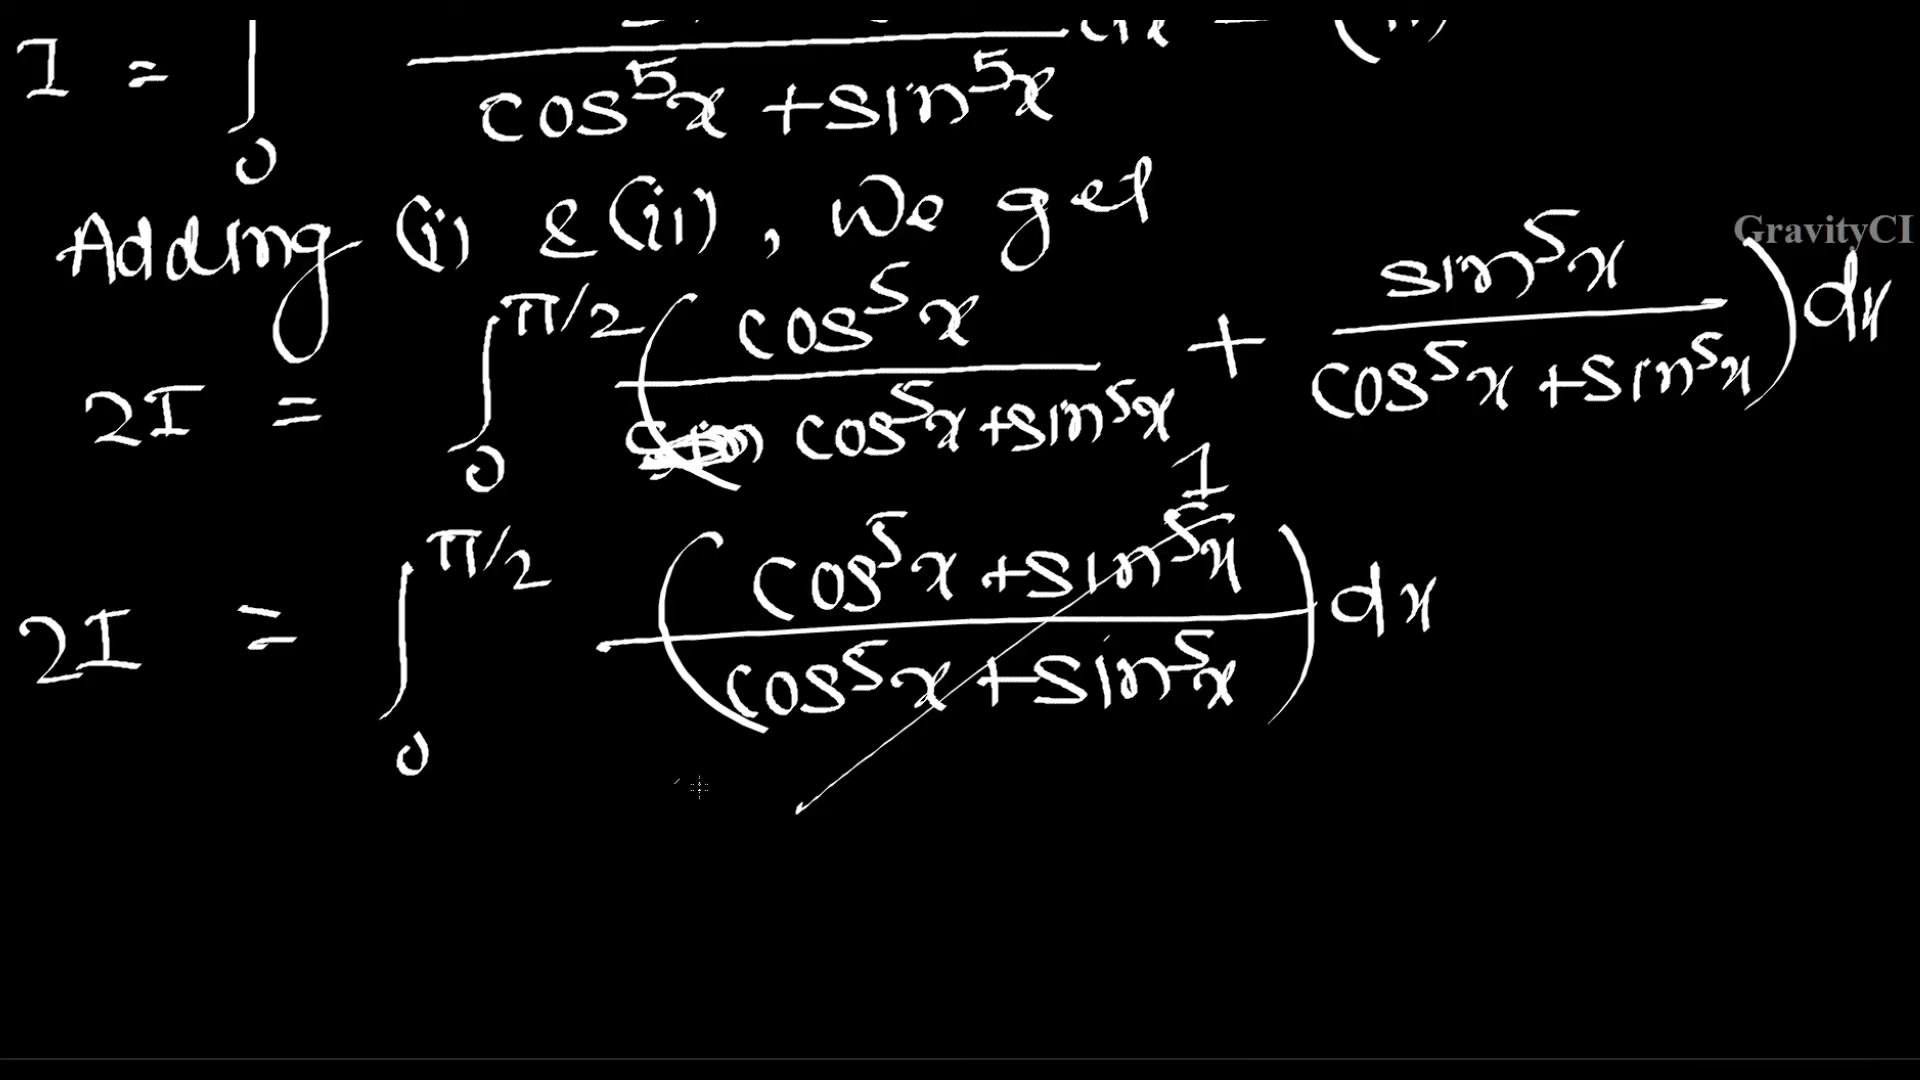 I = ∫₀ / cos⁵x + sin⁵x
Adding (i) & (ii), we get
GravityCI
2I = ∫₀^π/2 ( cos⁵x / cos⁵x + sin⁵x + sin⁵x / cos⁵x + sin⁵x ) dx
1
2I = ∫₀^π/2 ( cos⁵x + sin⁵x / cos⁵x + sin⁵x ) dx